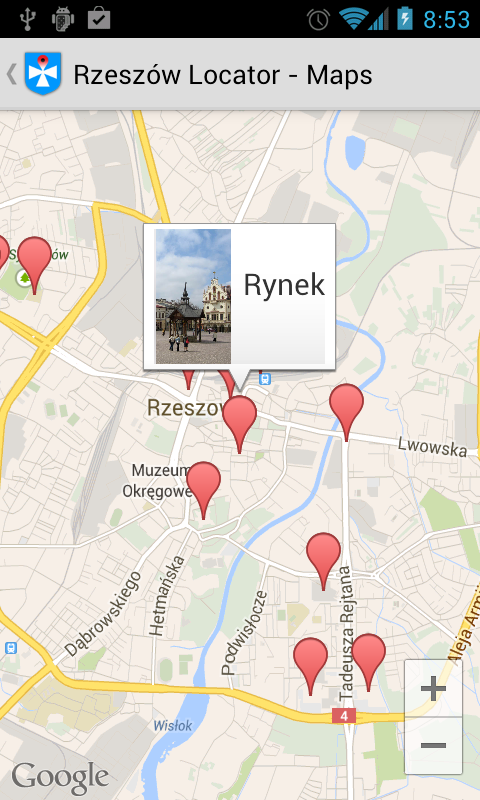 8:53
Rzeszów Locator - Maps
Rynek
Rzeszow
Lwowska
Muzeum
Okręgowe
Dąbrowskiego
Hetmańska
Podwisłocze
Tadeusza Rejtana
Aleja Armii
4
Wisłok
Google